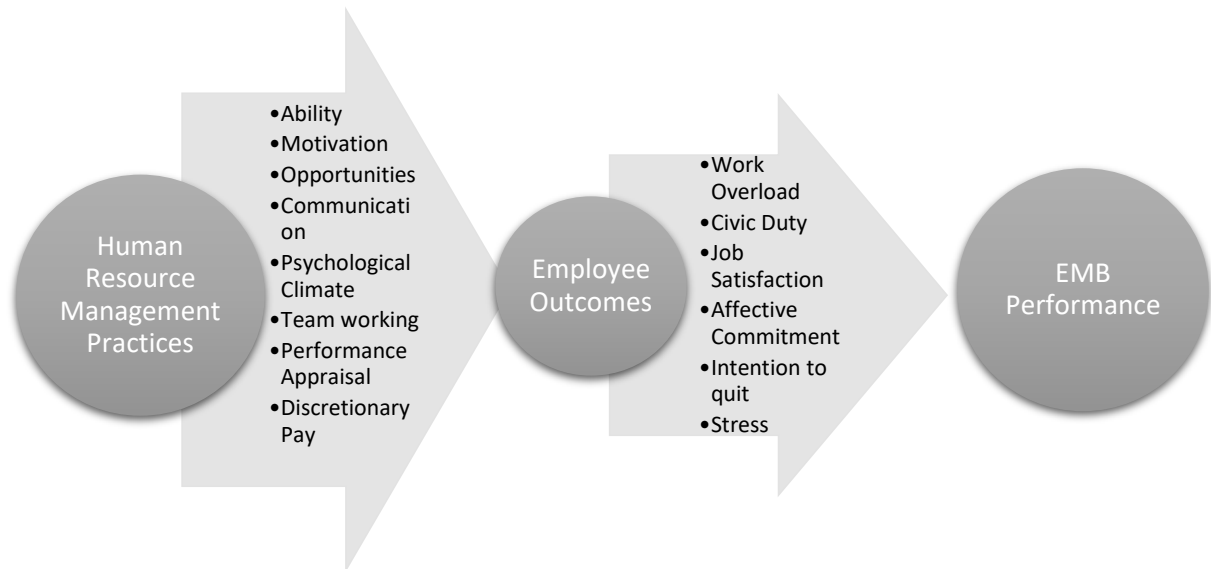 Human
Resource
Management
Practices
•Ability
•Motivation
•Opportunities
•Communicati
on
•Psychological
Climate
•Team working
•Performance
Appraisal
•Discretionary
Pay
Employee
Outcomes
•Work
Overload
•Civic Duty
•Job
Satisfaction
•Affective
Commitment
•Intention to
quit
•Stress
EMB
Performance